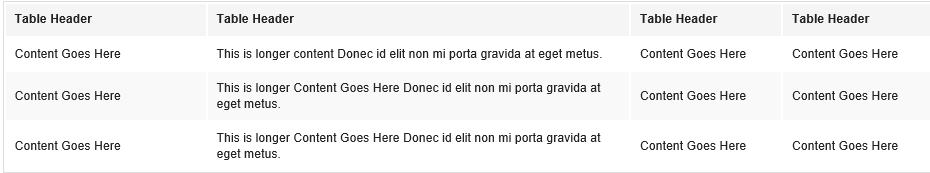 Table Header Table Header Table Header Table Header
Content Goes Here This is longer content Donec id elit non mi porta gravida at eget metus. Content Goes Here Content Goes Here
Content Goes Here This is longer Content Goes Here Donec id elit non mi porta gravida at
eget metus. Content Goes Here Content Goes Here
Content Goes Here This is longer Content Goes Here Donec id elit non mi porta gravida at
eget metus. Content Goes Here Content Goes Here